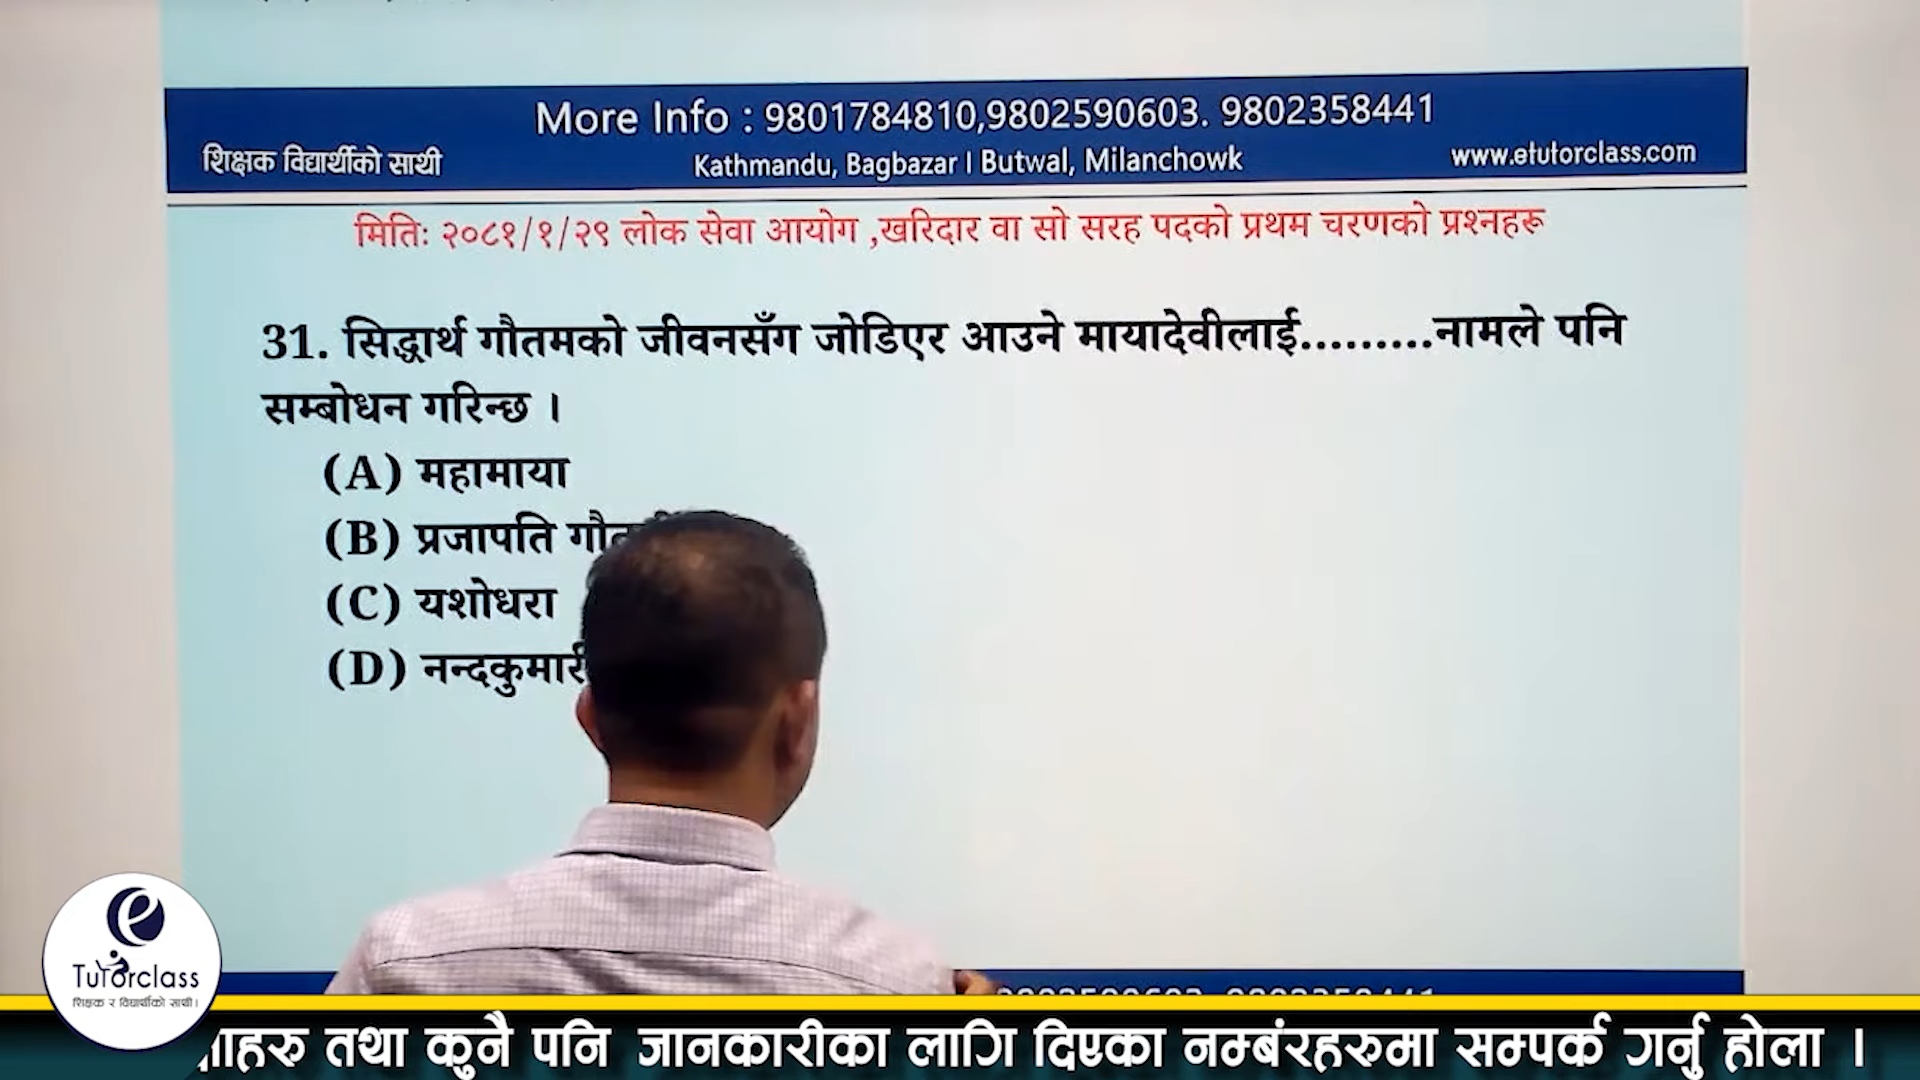 More Info : 9801784810,9802590603. 9802358441
शिक्षक विद्यार्थीको साथी
Kathmandu, Bagbazar | Butwal, Milanchowk
www.etutorclass.com
मितिः २०८१/१/२९ लोक सेवा आयोग ,खरिदार वा सो सरह पदको प्रथम चरणको प्रश्नहरू
31. सिद्धार्थ गौतमको जीवनसँग जोडिएर आउने मायादेवीलाई.........नामले पनि
सम्बोधन गरिन्छ ।
(A) महामाया
(B) प्रजापति
(C) यशोधरा
(D) नन्दकुमारी
e
Tutorclass
शिक्षक र विद्यार्थीको साथी।
तथा कुनै पनि जानकारीका लागि दिएका नम्बंरहरुमा सम्पर्क गर्नु होला ।